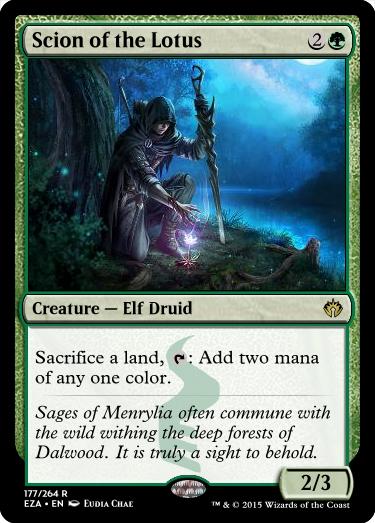 Scion of the Lotus 2
Creature — Elf Druid
Sacrifice a land, : Add two mana
of any one color.
Sages of Menrylia often commune with
the wild withing the deep forests of
Dalwood. It is truly a sight to behold.
2/3
177/264 R
EZA • EN Eudia Chae
™ & © 2015 Wizards of the Coast